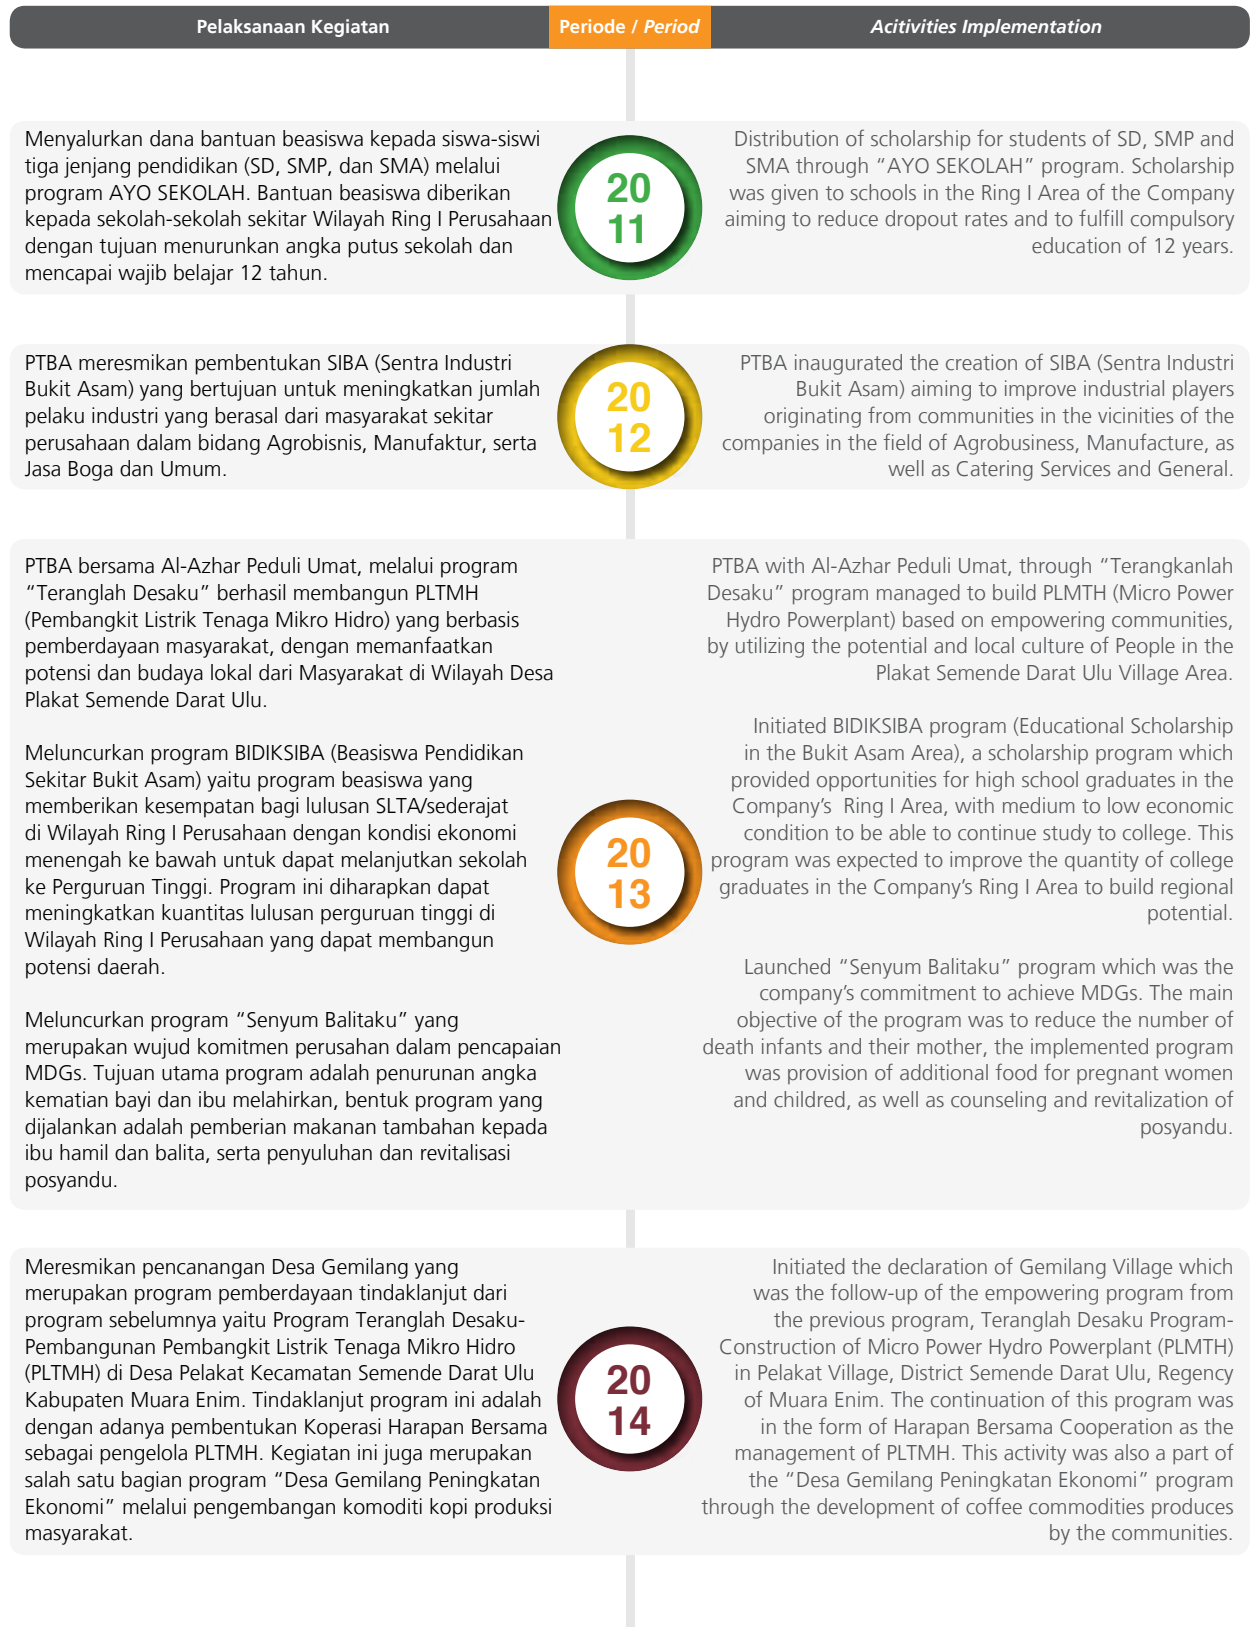 Pelaksanaan Kegiatan
Periode / Period
Acitivities Implementation
Menyalurkan dana bantuan beasiswa kepada siswa-siswi
tiga jenjang pendidikan (SD, SMP, dan SMA) melalui
program AYO SEKOLAH. Bantuan beasiswa diberikan
kepada sekolah-sekolah sekitar Wilayah Ring I Perusahaan
dengan tujuan menurunkan angka putus sekolah dan
mencapai wajib belajar 12 tahun.
20
11
Distribution of scholarship for students of SD, SMP and
SMA through “AYO SEKOLAH” program. Scholarship
was given to schools in the Ring I Area of the Company
aiming to reduce dropout rates and to fulfill compulsory
education of 12 years.
PTBA meresmikan pembentukan SIBA (Sentra Industri
Bukit Asam) yang bertujuan untuk meningkatkan jumlah
pelaku industri yang berasal dari masyarakat sekitar
perusahaan dalam bidang Agrobisnis, Manufaktur, serta
Jasa Boga dan Umum.
20
12
PTBA inaugurated the creation of SIBA (Sentra Industri
Bukit Asam) aiming to improve industrial players
originating from communities in the vicinities of the
companies in the field of Agrobusiness, Manufacture, as
well as Catering Services and General.
PTBA bersama Al-Azhar Peduli Umat, melalui program
“Teranglah Desaku” berhasil membangun PLTMH
(Pembangkit Listrik Tenaga Mikro Hidro) yang berbasis
pemberdayaan masyarakat, dengan memanfaatkan
potensi dan budaya lokal dari Masyarakat di Wilayah Desa
Plakat Semende Darat Ulu.
Meluncurkan program BIDIKSIBA (Beasiswa Pendidikan
Sekitar Bukit Asam) yaitu program beasiswa yang
memberikan kesempatan bagi lulusan SLTA/sederajat
di Wilayah Ring I Perusahaan dengan kondisi ekonomi
menengah ke bawah untuk dapat melanjutkan sekolah
ke Perguruan Tinggi. Program ini diharapkan dapat
meningkatkan kuantitas lulusan perguruan tinggi di
Wilayah Ring I Perusahaan yang dapat membangun
potensi daerah.
Meluncurkan program “Senyum Balitaku” yang
merupakan wujud komitmen perusahan dalam pencapaian
MDGs. Tujuan utama program adalah penurunan angka
kematian bayi dan ibu melahirkan, bentuk program yang
dijalankan adalah pemberian makanan tambahan kepada
ibu hamil dan balita, serta penyuluhan dan revitalisasi
posyandu.
20
13
PTBA with Al-Azhar Peduli Umat, through “Terangkanlah
Desaku” program managed to build PLMTH (Micro Power
Hydro Powerplant) based on empowering communities,
by utilizing the potential and local culture of People in the
Plakat Semende Darat Ulu Village Area.
Initiated BIDIKSIBA program (Educational Scholarship
in the Bukit Asam Area), a scholarship program which
provided opportunities for high school graduates in the
Company’s Ring I Area, with medium to low economic
condition to be able to continue study to college. This
program was expected to improve the quantity of college
graduates in the Company’s Ring I Area to build regional
potential.
Launched “Senyum Balitaku” program which was the
company’s commitment to achieve MDGs. The main
objective of the program was to reduce the number of
death infants and their mother, the implemented program
was provision of additional food for pregnant women
and childred, as well as counseling and revitalization of
posyandu.
Meresmikan pencanangan Desa Gemilang yang
merupakan program pemberdayaan tindaklanjut dari
program sebelumnya yaitu Program Teranglah Desaku-
Pembangunan Pembangkit Listrik Tenaga Mikro Hidro
(PLTMH) di Desa Pelakat Kecamatan Semende Darat Ulu
Kabupaten Muara Enim. Tindaklanjut program ini adalah
dengan adanya pembentukan Koperasi Harapan Bersama
sebagai pengelola PLTMH. Kegiatan ini juga merupakan
salah satu bagian program “Desa Gemilang Peningkatan
Ekonomi” melalui pengembangan komoditi kopi produksi
masyarakat.
20
14
Initiated the declaration of Gemilang Village which
was the follow-up of the empowering program from
the previous program, Teranglah Desaku Program-
Construction of Micro Power Hydro Powerplant (PLMTH)
in Pelakat Village, District Semende Darat Ulu, Regency
of Muara Enim. The continuation of this program was
in the form of Harapan Bersama Cooperation as the
management of PLTMH. This activity was also a part of
the “Desa Gemilang Peningkatan Ekonomi” program
through the development of coffee commodities produces
by the communities.